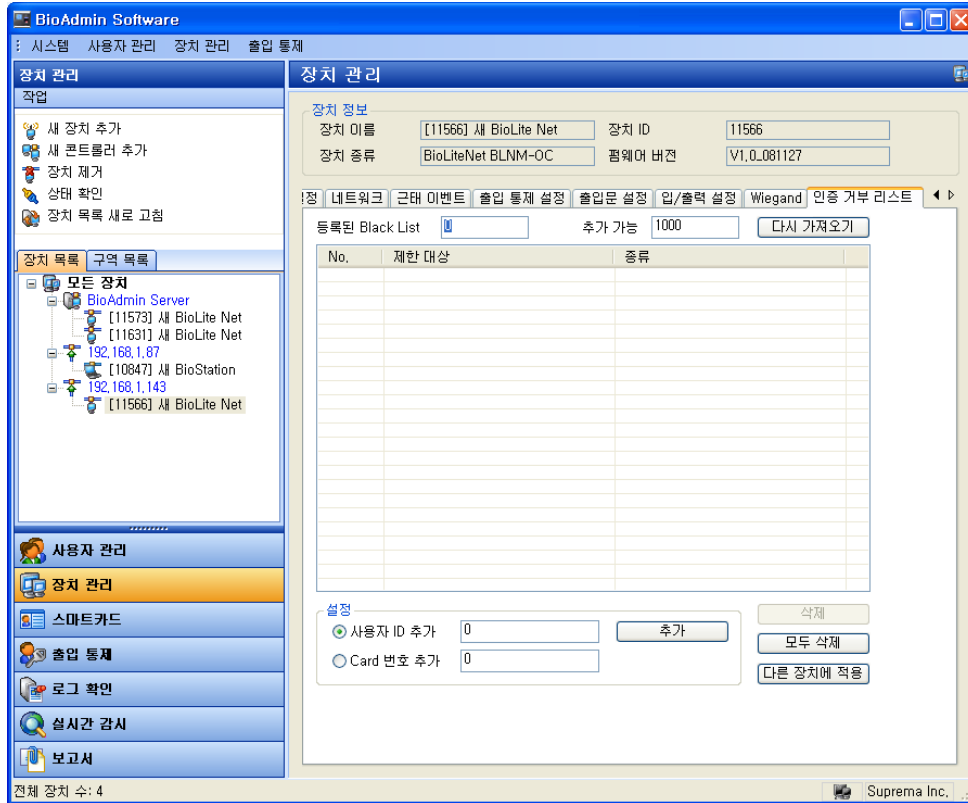 BioAdmin Software
시스템 사용자 관리 장치 관리 출입 통제
장치 관리
작업
새 장치 추가
새 콘트롤러 추가
장치 제거
상태 확인
장치 목록 새로 고침
장치 목록 구역 목록
모든 장치
BioAdmin Server
[11573] 새 BioLite Net
[11631] 새 BioLite Net
192,168,1,87
[10847] 새 BioStation
192,168,1,143
[11566] 새 BioLite Net
사용자 관리
장치 관리
스마트카드
출입 통제
로그 확인
실시간 감시
보고서
장치 관리
장치 정보
장치 이름 [11566] 새 BioLite Net 장치 ID 11566
장치 종류 BioLiteNet BLNM-OC 펌웨어 버전 V1,0_081127
정 네트워크 근태 이벤트 출입 통제 설정 출입문 설정 입/출력 설정 Wiegand 인증 거부 리스트
등록된 Black List 0 추가 가능 1000 다시 가져오기
No, 제한 대상 종류
설정
사용자 ID 추가 0 추가
Card 번호 추가 0
삭제
모두 삭제
다른 장치에 적용
전체 장치 수: 4 Suprema Inc,